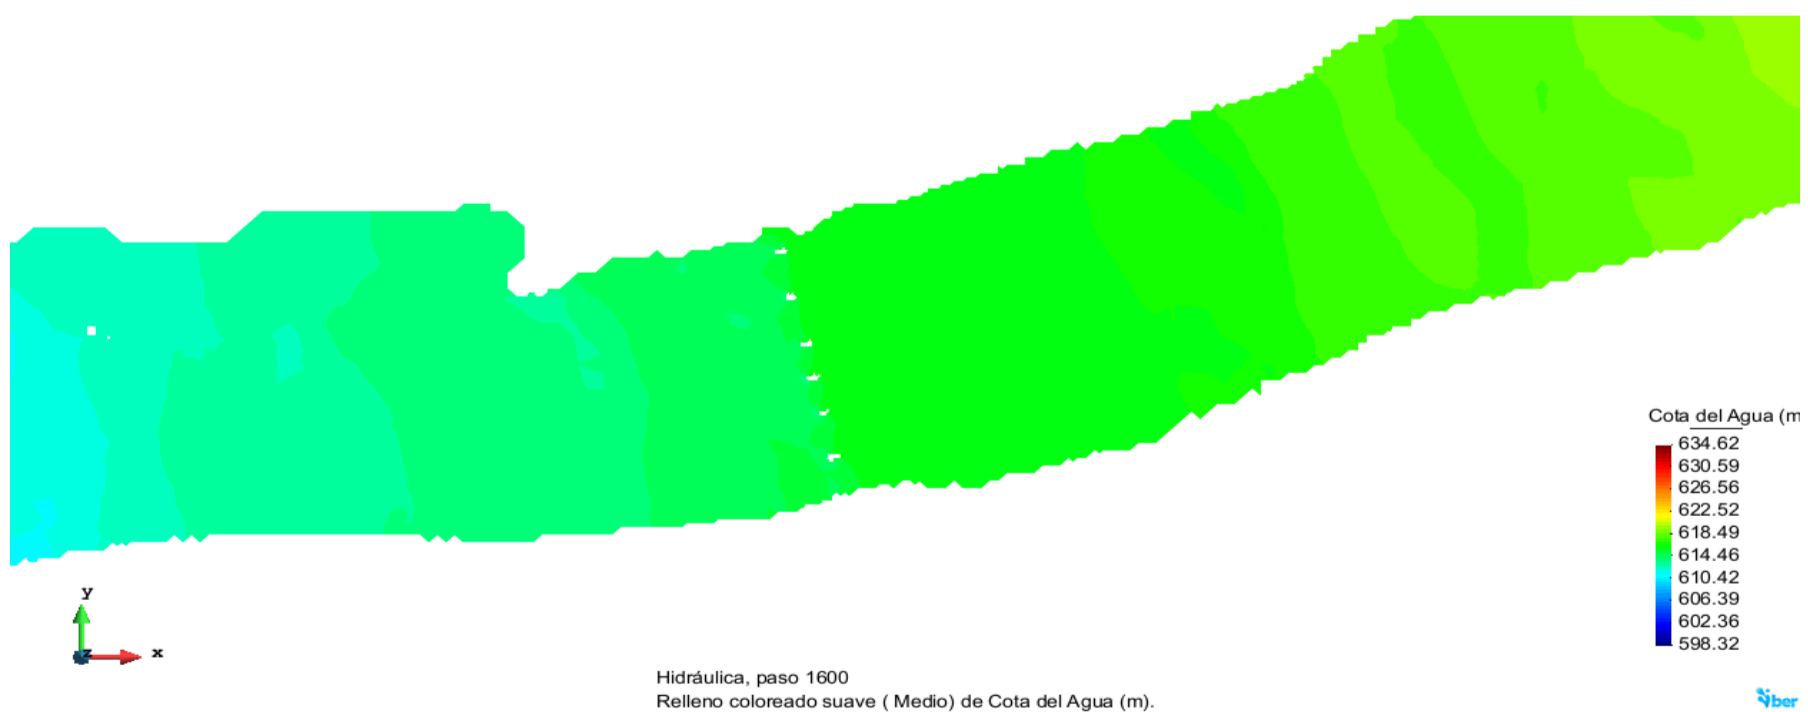 Cota del Agua (m
634.62
630.59
626.56
622.52
618.49
614.46
610.42
606.39
602.36
598.32
y
z
x
Hidráulica, paso 1600
Relleno coloreado suave ( Medio) de Cota del Agua (m).
iber